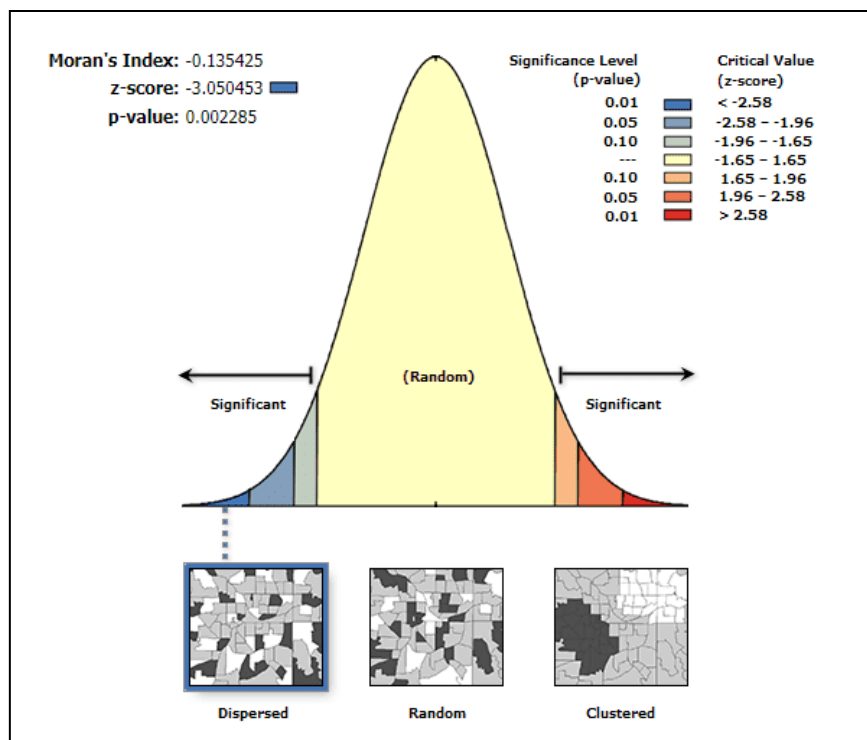 Moran's Index: -0.135425
z-score: -3.050453
p-value: 0.002285
Significance Level
(p-value)
Critical Value
(z-score)
0.01 < -2.58
0.05 -2.58 – -1.96
0.10 -1.96 – -1.65
--- -1.65 – 1.65
0.10 1.65 – 1.96
0.05 1.96 – 2.58
0.01 > 2.58
(Random)
Significant
Significant
Dispersed
Random
Clustered